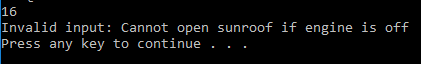 16
Invalid input: Cannot open sunroof if engine is off
Press any key to continue . . .